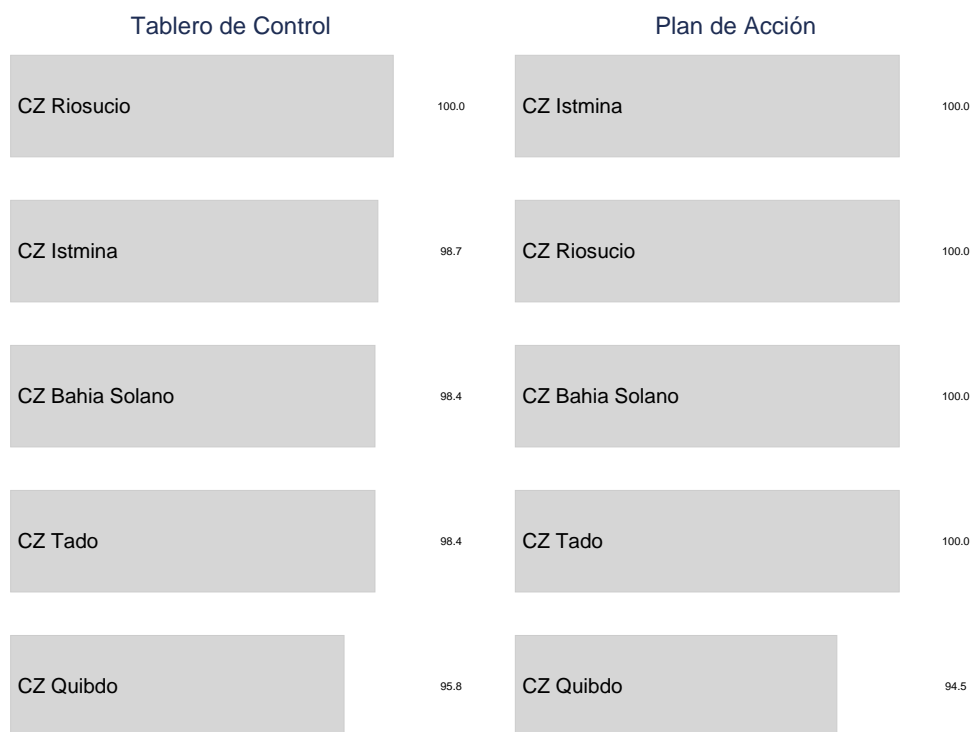 Tablero de Control
CZ Riosucio 100.0
CZ Istmina 98.7
CZ Bahia Solano 98.4
CZ Tado 98.4
CZ Quibdo 95.8
Plan de Acción
CZ Istmina 100.0
CZ Riosucio 100.0
CZ Bahia Solano 100.0
CZ Tado 100.0
CZ Quibdo 94.5